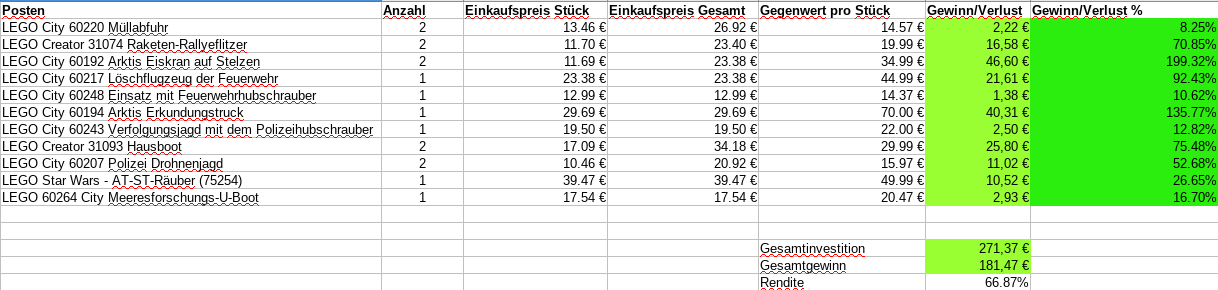 Posten Anzahl Einkaufspreis Stück Einkaufspreis Gesamt Gegenwert pro Stück Gewinn/Verlust Gewinn/Verlust %
LEGO City 60220 Müllabfuhr 2 13.46 € 26.92 € 14.57 € 2,22 € 8.25%
LEGO Creator 31074 Raketen-Rallyeflitzer 2 11.70 € 23.40 € 19.99 € 16,58 € 70.85%
LEGO City 60192 Arktis Eiskran auf Stelzen 2 11.69 € 23.38 € 34.99 € 46,60 € 199.32%
LEGO City 60217 Löschflugzeug der Feuerwehr 1 23.38 € 23.38 € 44.99 € 21,61 € 92.43%
LEGO City 60248 Einsatz mit Feuerwehrhubschrauber 1 12.99 € 12.99 € 14.37 € 1,38 € 10.62%
LEGO City 60194 Arktis Erkundungstruck 1 29.69 € 29.69 € 70.00 € 40,31 € 135.77%
LEGO City 60243 Verfolgungsjagd mit dem Polizeihubschrauber 1 19.50 € 19.50 € 22.00 € 2,50 € 12.82%
LEGO Creator 31093 Hausboot 2 17.09 € 34.18 € 29.99 € 25,80 € 75.48%
LEGO City 60207 Polizei Drohnenjagd 2 10.46 € 20.92 € 15.97 € 11,02 € 52.68%
LEGO Star Wars - AT-ST-Räuber (75254) 1 39.47 € 39.47 € 49.99 € 10,52 € 26.65%
LEGO 60264 City Meeresforschungs-U-Boot 1 17.54 € 17.54 € 20.47 € 2,93 € 16.70%
Gesamtinvestition 271,37 €
Gesamtgewinn 181,47 €
Rendite 66.87%